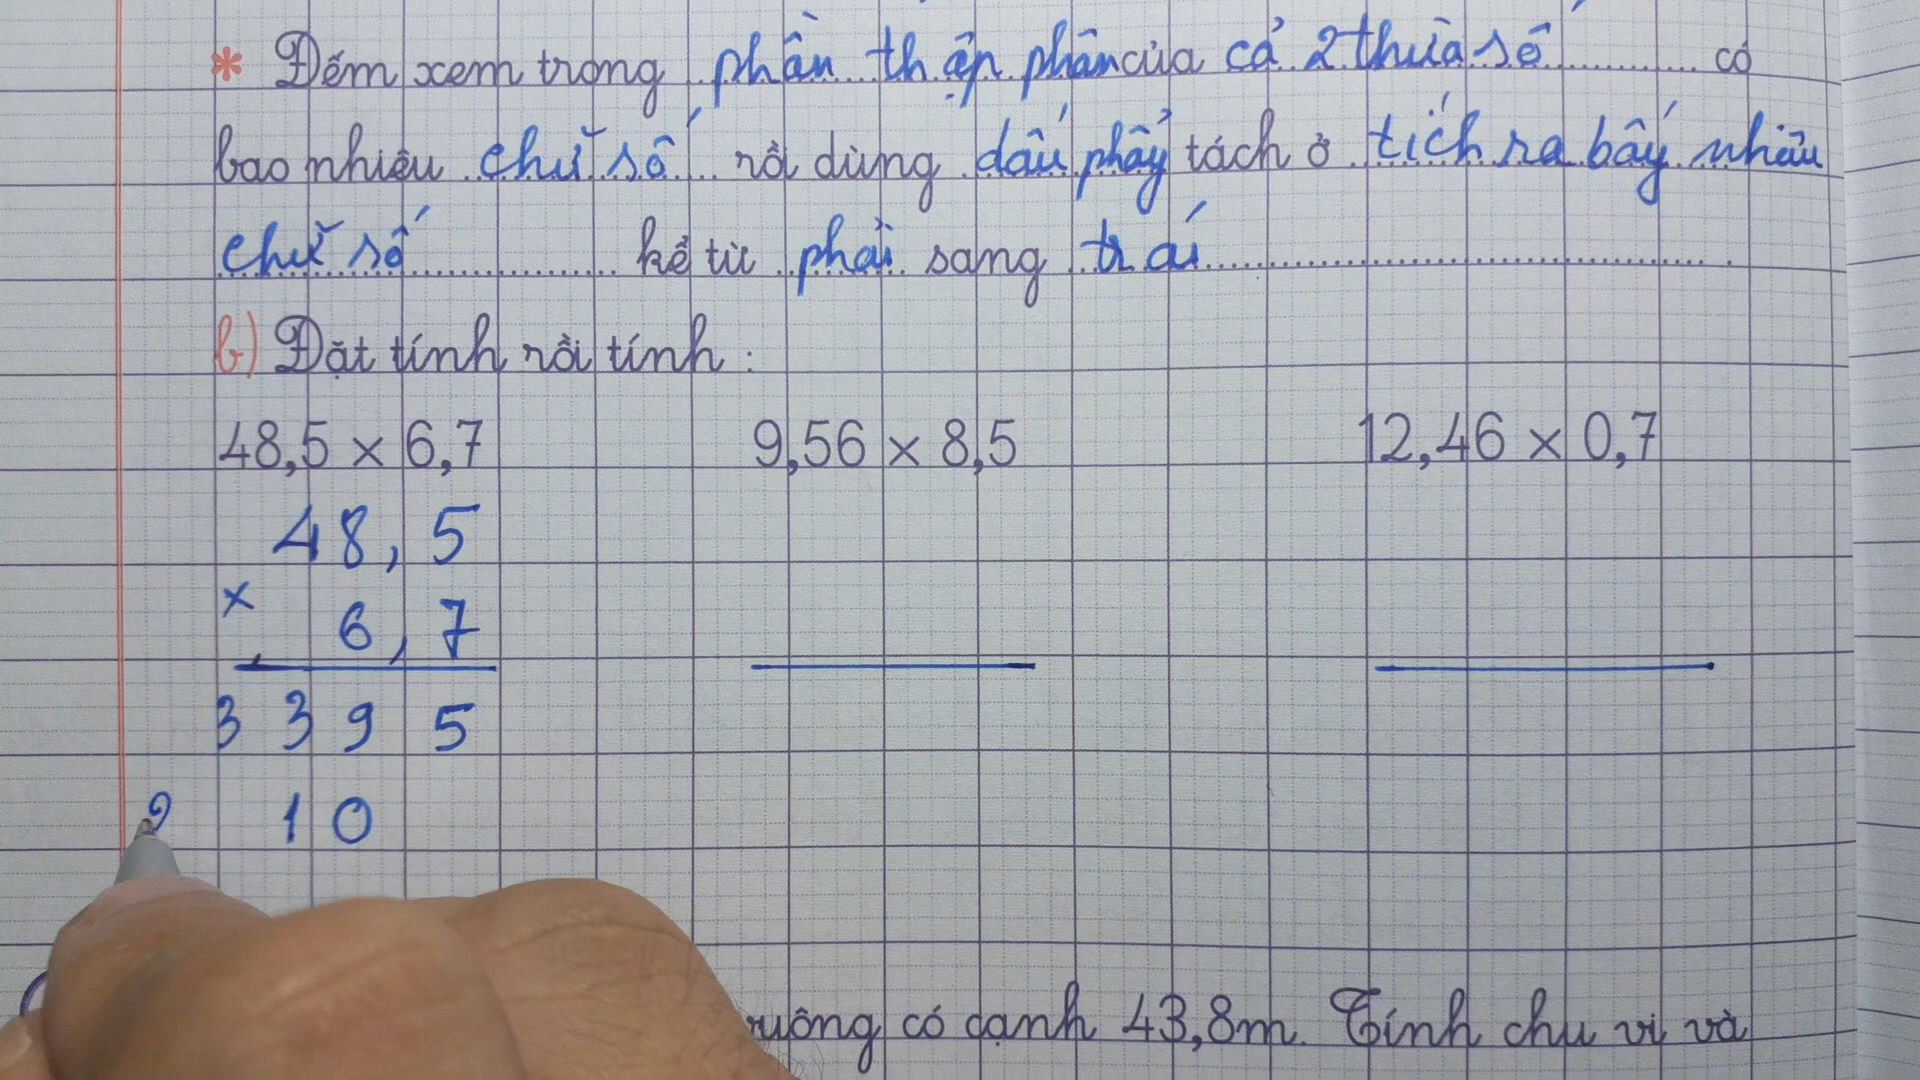 * Đếm xem trong phần thập phân của cả 2 thừa số ........ có
bao nhiêu chữ số rồi dùng dấu phẩy tách ở tích ra bấy nhiêu
chữ số ........ kể từ phải sang trái ........
b) Đặt tính rồi tính :
48,5 × 6,7 9,56 × 8,5 12,46 × 0,7
48,5
×
6,7
3395
9 10
uông có cạnh 43,8m. Tính chu vi và